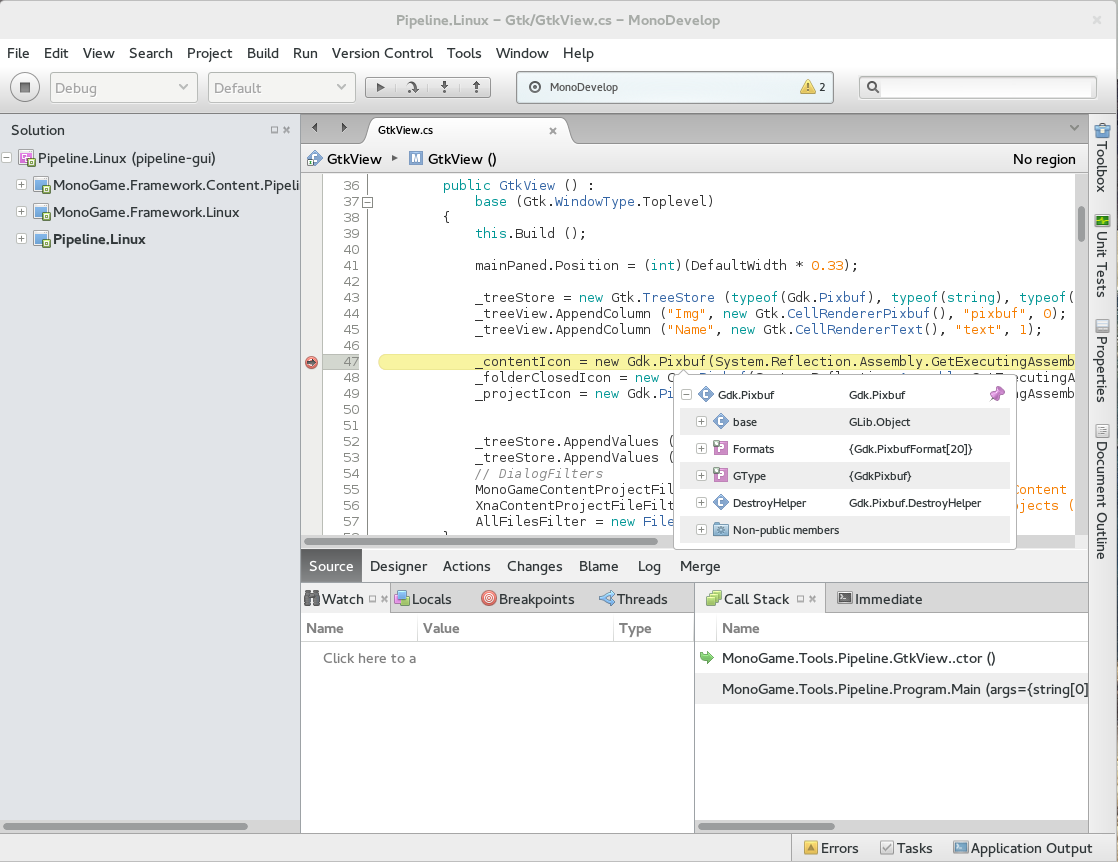 Pipeline.Linux – Gtk/GtkView.cs – MonoDevelop
File Edit View Search Project Build Run Version Control Tools Window Help
Debug Default MonoDevelop 2
Solution
Pipeline.Linux (pipeline-gui)
MonoGame.Framework.Content.Pipeli
MonoGame.Framework.Linux
Pipeline.Linux
GtkView.cs
GtkView GtkView () No region
36 public GtkView () :
37 base (Gtk.WindowType.Toplevel)
38 {
39 this.Build ();
40
41 mainPaned.Position = (int)(DefaultWidth * 0.33);
42
43 _treeStore = new Gtk.TreeStore (typeof(Gdk.Pixbuf), typeof(string), typeof(
44 _treeView.AppendColumn ("Img", new Gtk.CellRendererPixbuf(), "pixbuf", 0);
45 _treeView.AppendColumn ("Name", new Gtk.CellRendererText(), "text", 1);
46
47 _contentIcon = new Gdk.Pixbuf(System.Reflection.Assembly.GetExecutingAssemb
48 _folderClosedIcon = new
49 _projectIcon = new Gdk.Pi
50
51
52 _treeStore.AppendValues (
53 _treeStore.AppendValues (
54 // DialogFilters
55 MonoGameContentProjectFil Content
56 XnaContentProjectFileFilt ojects (
57 AllFilesFilter = new File
Gdk.Pixbuf Gdk.Pixbuf
base GLib.Object
Formats {Gdk.PixbufFormat[20]}
GType {GdkPixbuf}
DestroyHelper Gdk.Pixbuf.DestroyHelper
Non-public members
Toolbox
Unit Tests
Properties
Document Outline
Source Designer Actions Changes Blame Log Merge
Watch Locals Breakpoints Threads
Name Value Type
Click here to a
Call Stack Immediate
Name
MonoGame.Tools.Pipeline.GtkView..ctor ()
MonoGame.Tools.Pipeline.Program.Main (args={string[0]
Errors Tasks Application Output